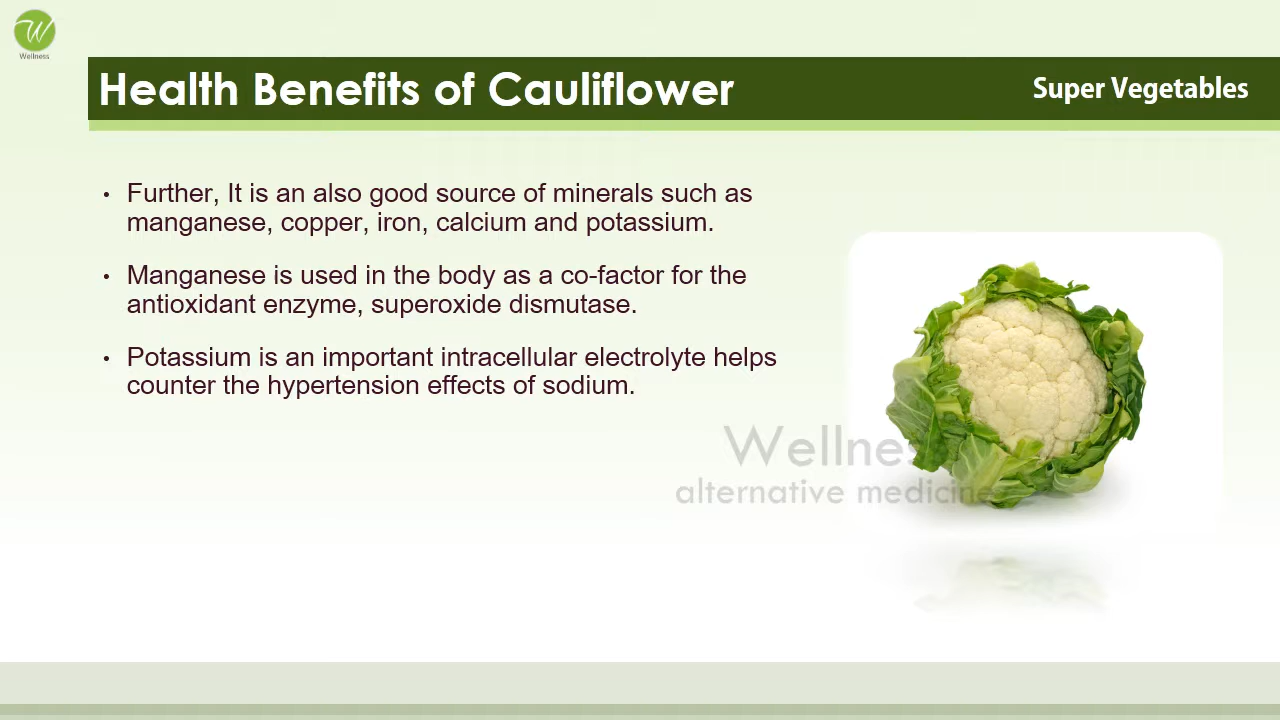 W
Wellness
Health Benefits of Cauliflower
Super Vegetables
• Further, It is an also good source of minerals such as
manganese, copper, iron, calcium and potassium.
• Manganese is used in the body as a co-factor for the
antioxidant enzyme, superoxide dismutase.
• Potassium is an important intracellular electrolyte helps
counter the hypertension effects of sodium.
Wellness
alternative medicine